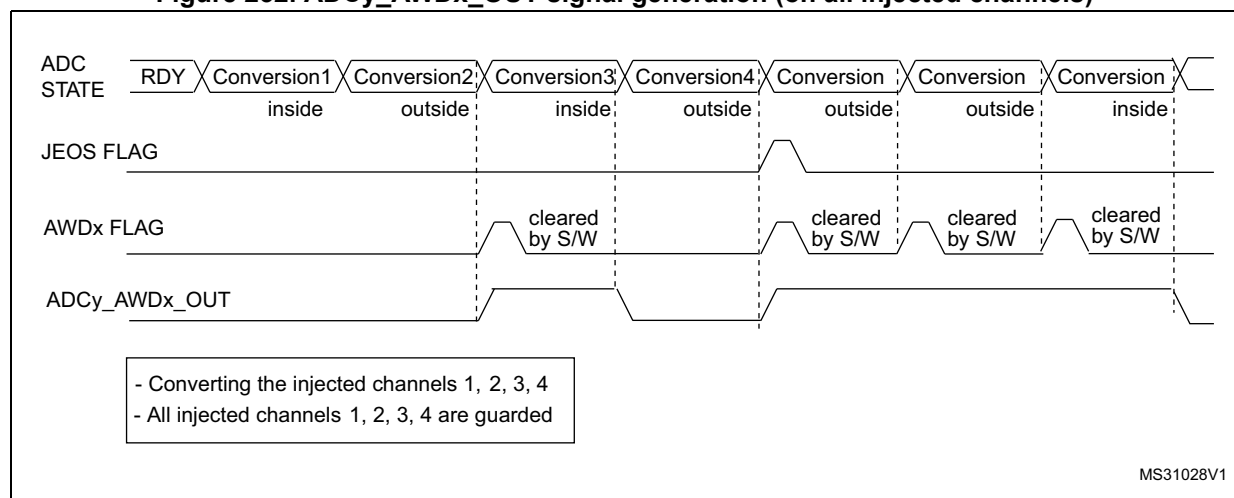 Figure 252. ADCy_AWDx_OUT signal generation (on all injected channels)
ADC
STATE
RDY Conversion1 Conversion2 Conversion3 Conversion4 Conversion Conversion Conversion
inside outside inside outside outside outside inside
JEOS FLAG
AWDx FLAG
cleared
by S/W
cleared
by S/W
cleared
by S/W
cleared
by S/W
ADCy_AWDx_OUT
- Converting the injected channels 1, 2, 3, 4
- All injected channels 1, 2, 3, 4 are guarded
MS31028V1